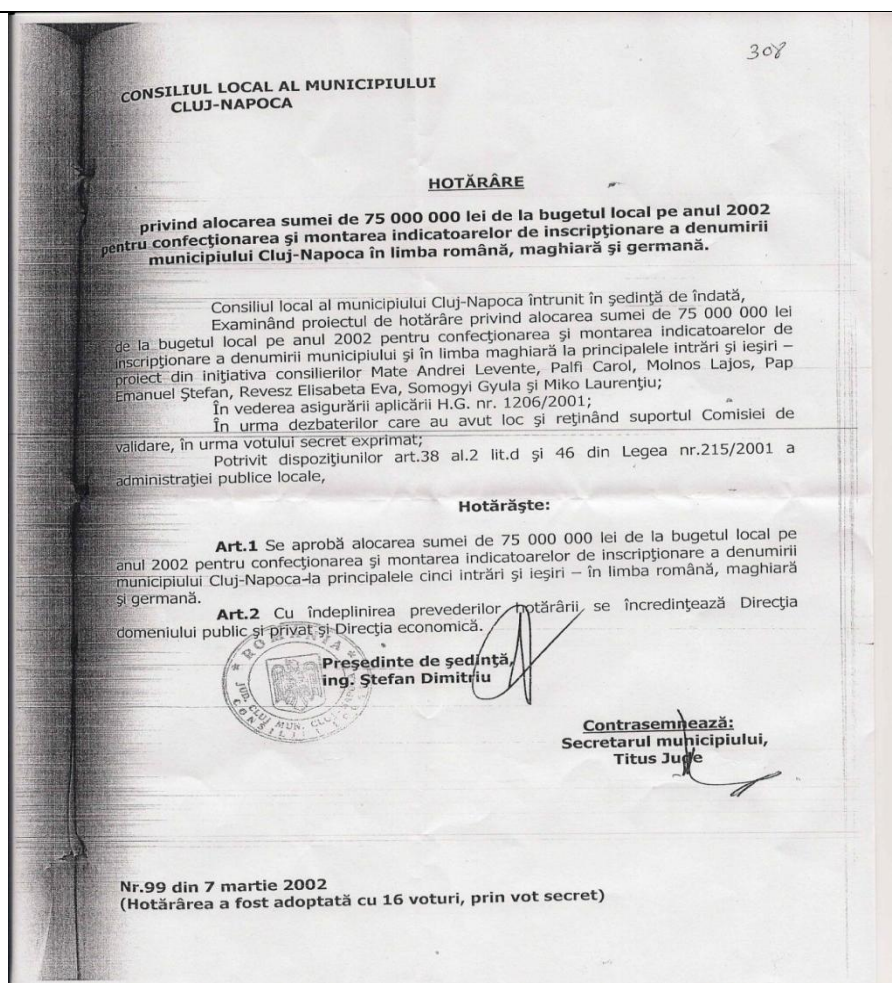 308
CONSILIUL LOCAL AL MUNICIPIULUI
CLUJ-NAPOCA
HOTĂRÂRE
privind alocarea sumei de 75 000 000 lei de la bugetul local pe anul 2002
pentru confecţionarea şi montarea indicatoarelor de inscripţionare a denumirii
municipiului Cluj-Napoca în limba română, maghiară şi germană.
Consiliul local al municipiului Cluj-Napoca întrunit în şedinţă de îndată,
Examinând proiectul de hotărâre privind alocarea sumei de 75 000 000 lei
de la bugetul local pe anul 2002 pentru confecţionarea şi montarea indicatoarelor de
inscripţionare a denumirii municipiului şi în limba maghiară la principalele intrări şi ieşiri –
proiect din iniţiativa consilierilor Mate Andrei Levente, Palfi Carol, Molnos Lajos, Pap
Emanuel Ştefan, Revesz Elisabeta Eva, Somogyi Gyula şi Miko Laurenţiu;
În vederea asigurării aplicării H.G. nr. 1206/2001;
În urma dezbaterilor care au avut loc şi reţinând suportul Comisiei de
validare, în urma votului secret exprimat;
Potrivit dispoziţiunilor art.38 al.2 lit.d şi 46 din Legea nr.215/2001 a
administraţiei publice locale,
Hotărăşte:
Art.1 Se aprobă alocarea sumei de 75 000 000 lei de la bugetul local pe
anul 2002 pentru confecţionarea şi montarea indicatoarelor de inscripţionare a denumirii
municipiului Cluj-Napoca-la principalele cinci intrări şi ieşiri – în limba română, maghiară
şi germană.
Art.2 Cu îndeplinirea prevederilor hotărârii se încredinţează Direcţia
domeniului public şi privat şi Direcţia economică.
ROMÂNIA
JUD. CLUJ MUN. CLUJ-NAPOCA
CONSILIUL LOCAL
Preşedinte de şedinţă,
ing. Ştefan Dimitriu
Contrasemnează:
Secretarul municipiului,
Titus Jude
Nr.99 din 7 martie 2002
(Hotărârea a fost adoptată cu 16 voturi, prin vot secret)